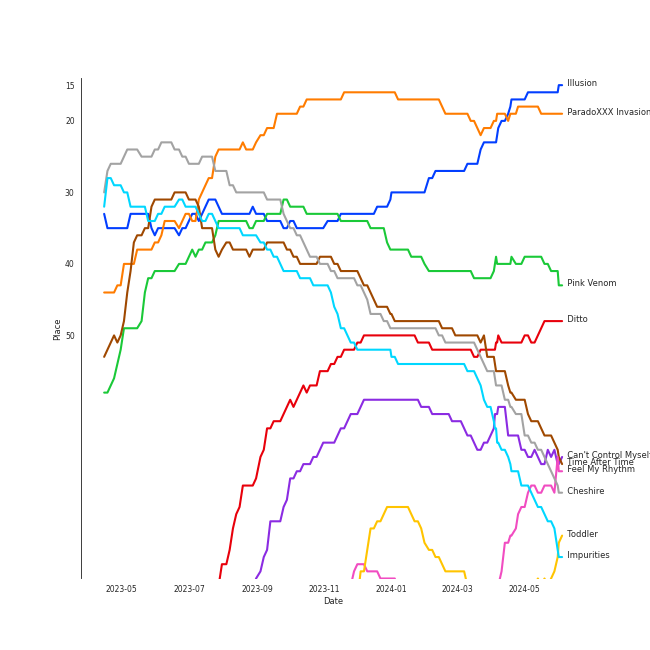 15
20
30
40
50
Place
2023-05
2023-07
2023-09
2023-11
2024-01
2024-03
2024-05
Date
Illusion
ParadoXXX Invasion
Pink Venom
Ditto
Can't Control Myself
Time After Time
Feel My Rhythm
Cheshire
Toddler
Impurities